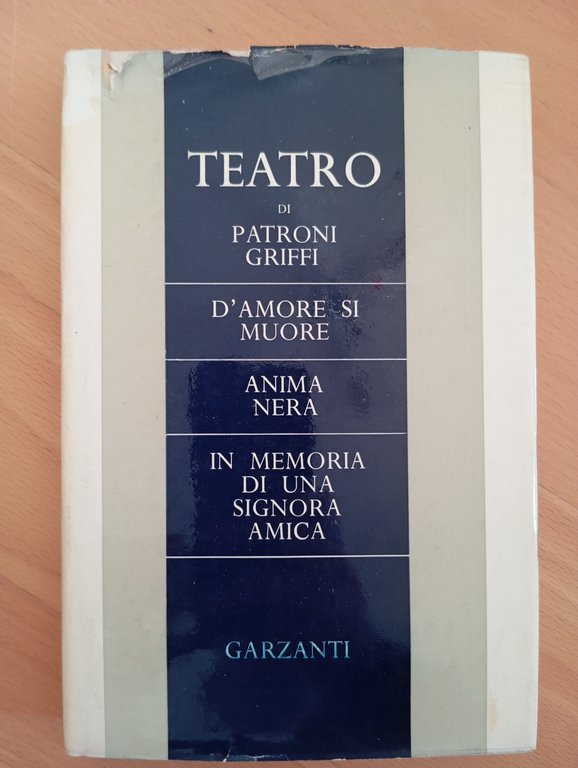 TEATRO
DI
PATRONI
GRIFFI
D'AMORE SI
MUORE
ANIMA
NERA
IN MEMORIA
DI UNA
SIGNORA
AMICA
GARZANTI